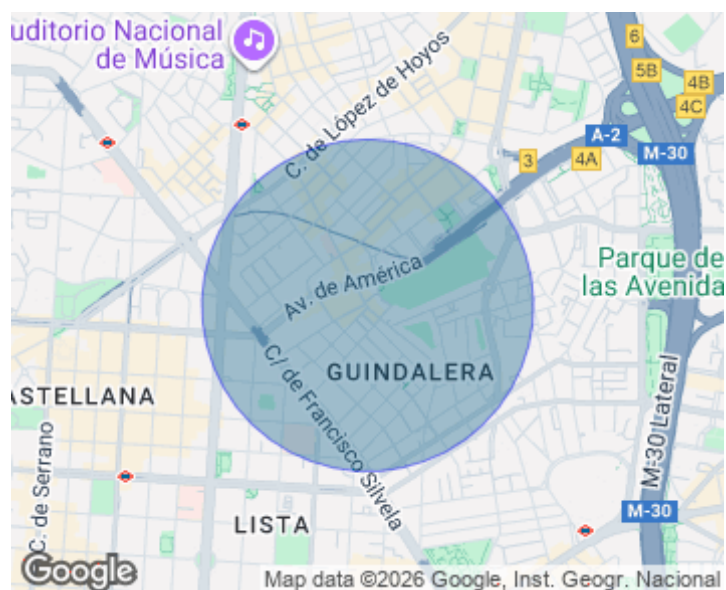 uditorio Nacional
de Música
C. de López de Hoyos
6
5B
4B
4C
A-2
3
4A
M-30
Av. de América
Parque de
las Avenida
GUINDALERA
ASTELLANA
C/ de Francisco Silvela
M-30 Lateral
C. de Serrano
LISTA
M-30
Google
Map data ©2026 Google, Inst. Geogr. Nacional